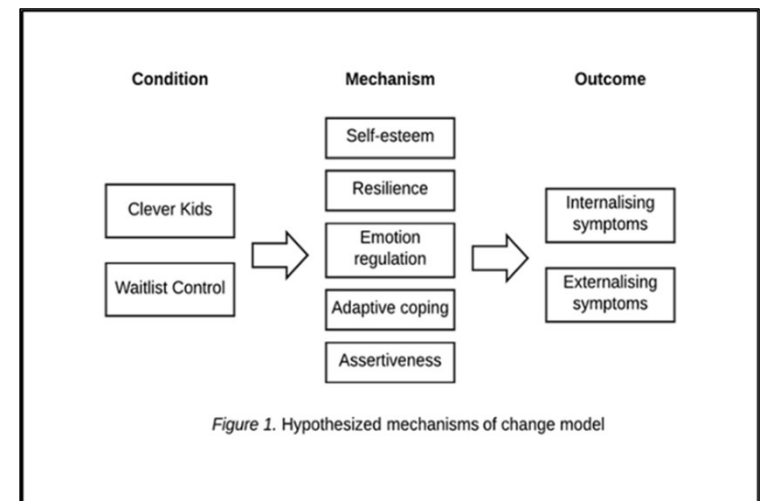 Condition
Mechanism
Outcome
Clever Kids
Waitlist Control
Self-esteem
Resilience
Emotion
regulation
Adaptive coping
Assertiveness
Internalising
symptoms
Externalising
symptoms
Figure 1. Hypothesized mechanisms of change model